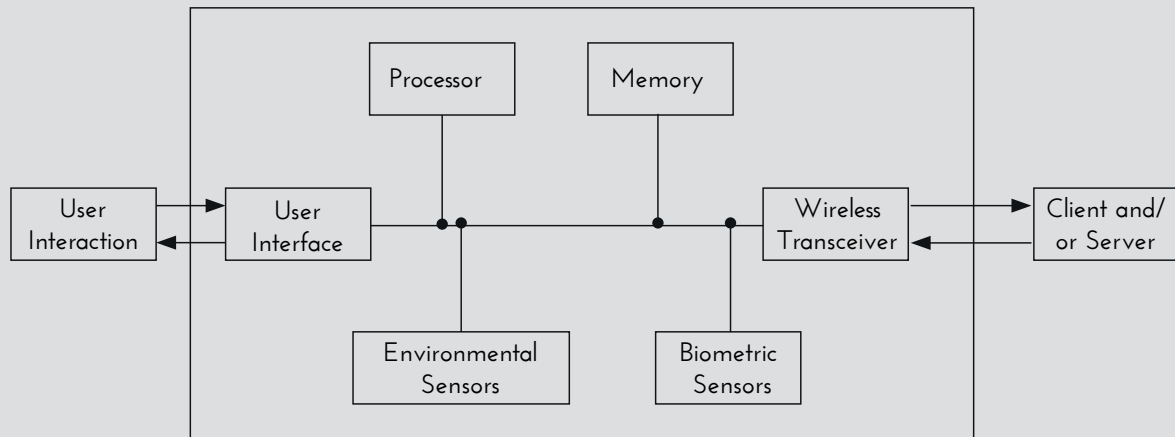 Processor
Memory
User
Interaction
User
Interface
Wireless
Transceiver
Client and/
or Server
Environmental
Sensors
Biometric
Sensors